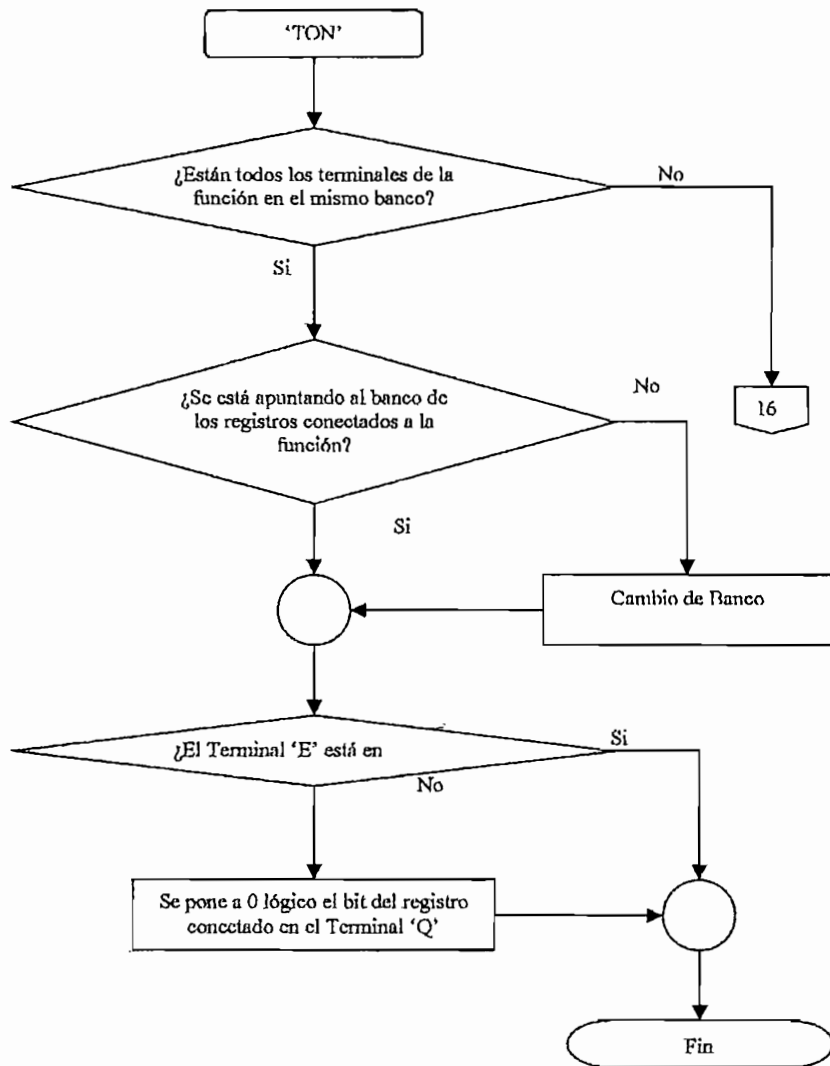 ‘TON’
¿Están todos los terminales de la
función en el mismo banco?
No
Si
¿Se está apuntando al banco de
los registros conectados a la
función?
No
16
Si
Cambio de Banco
¿El Terminal ‘E’ está en
Si
No
Se pone a 0 lógico el bit del registro
conectado en el Terminal ‘Q’
Fin